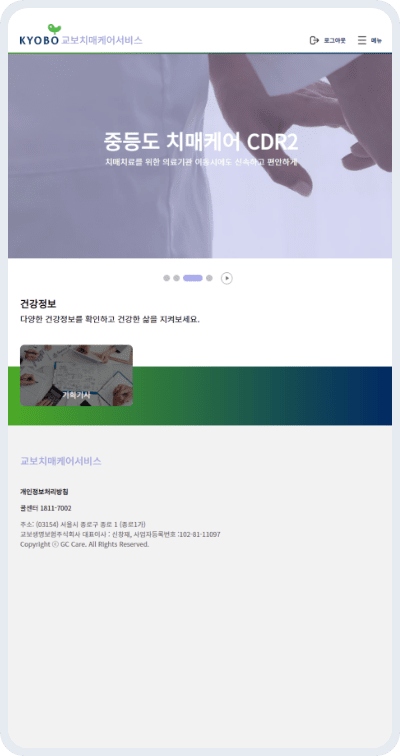 KYOBO 교보치매케어서비스
로그아웃
메뉴
중등도 치매케어 CDR2
치매치료를 위한 의료기관 이송시에도 신속하고 편안하게
건강정보
다양한 건강정보를 확인하고 건강한 삶을 지켜보세요.
기획기사
교보치매케어서비스
개인정보처리방침
콜센터 1811-7002
주소: (03154) 서울시 종로구 종로 1 (종로1가)
교보생명보험주식회사 대표이사 : 신창재, 사업자등록번호 :102-81-11097
Copyright ⓒ GC Care. All Rights Reserved.